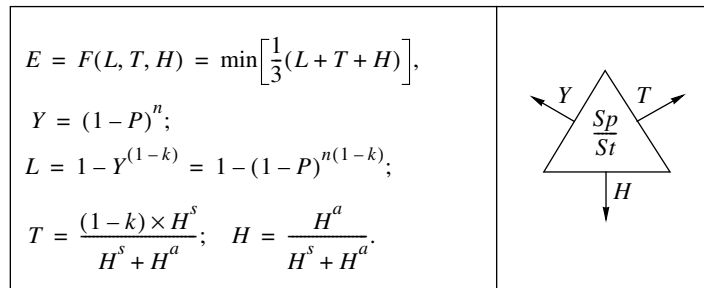 E = F(L, T, H) = min[1/3(L + T + H)],
Y = (1 – P)^n;
L = 1 – Y^(1 – k) = 1 – (1 – P)^n(1 – k);
T = (1 – k) × H^s / H^s + H^a; H = H^a / H^s + H^a.
Y T
Sp
St
H